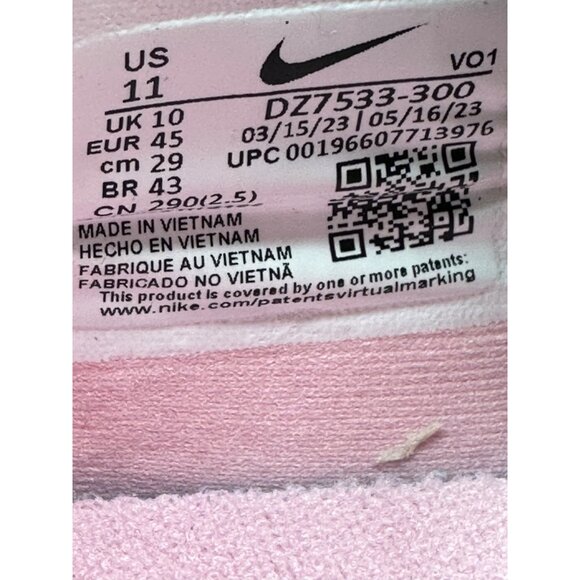 US
11
UK 10
EUR 45
cm 29
BR 43
CN 290(2.5)
VO1
DZ7533-300
03/15/23 | 05/16/23
UPC 00196607713976
MADE IN VIETNAM
HECHO EN VIETNAM
FABRIQUE AU VIETNAM
FABRICADO NO VIETNÃ
This product is covered by one or more patents:
www.nike.com/patentsvirtualmarking